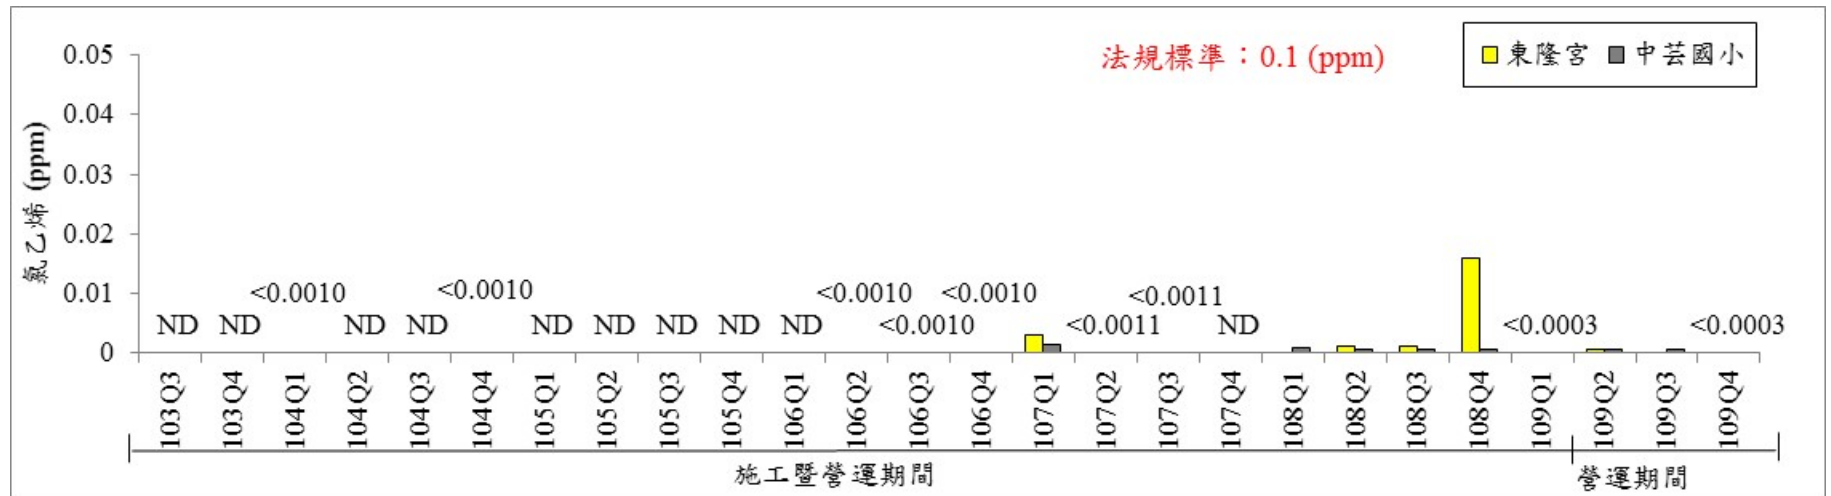 法規標準：0.1 (ppm)
東隆宮 中芸國小
氯乙烯 (ppm)
0.05
0.04
0.03
0.02
0.01
0
ND ND <0.0010 ND ND <0.0010 ND ND ND ND ND <0.0010 <0.0010 <0.0010 <0.0011 <0.0011 ND <0.0003 <0.0003
103Q3 103Q4 104Q1 104Q2 104Q3 104Q4 105Q1 105Q2 105Q3 105Q4 106Q1 106Q2 106Q3 106Q4 107Q1 107Q2 107Q3 107Q4 108Q1 108Q2 108Q3 108Q4 109Q1 109Q2 109Q3 109Q4
施工暨營運期間 營運期間